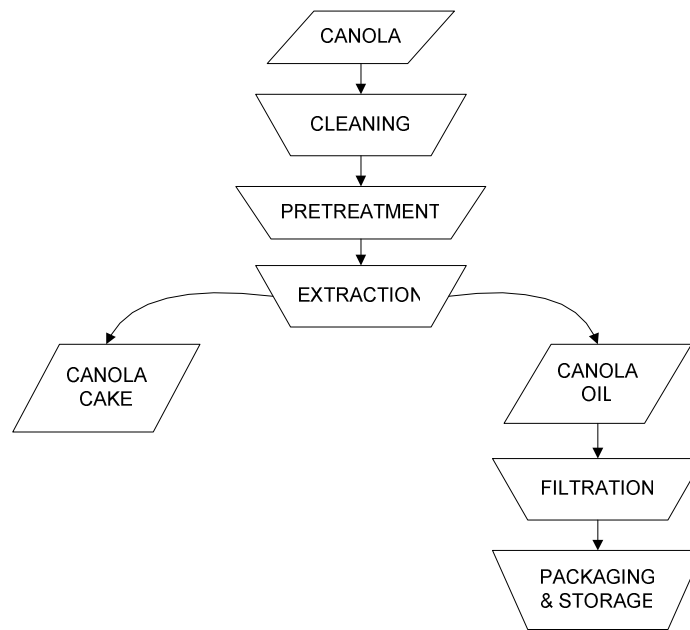 CANOLA
CLEANING
PRETREATMENT
EXTRACTION
CANOLA
CAKE
CANOLA
OIL
FILTRATION
PACKAGING
& STORAGE